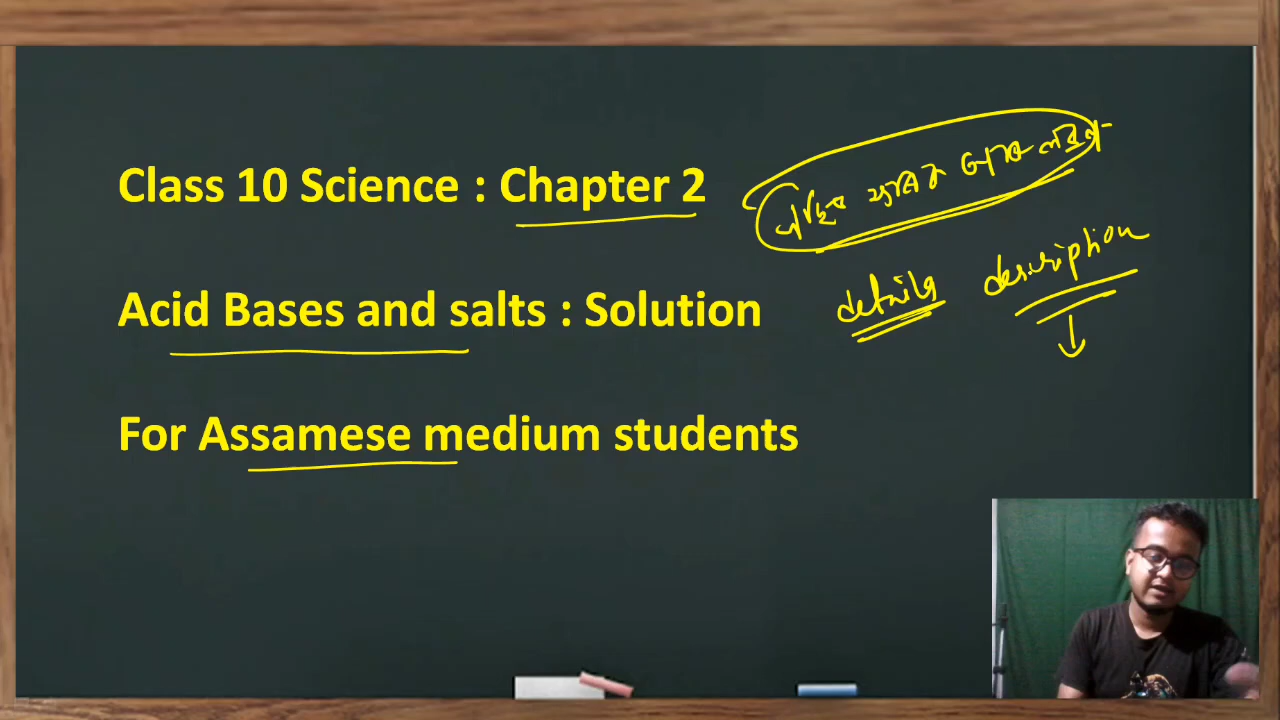 Class 10 Science : Chapter 2
Acid Bases and salts : Solution
details description
For Assamese medium students